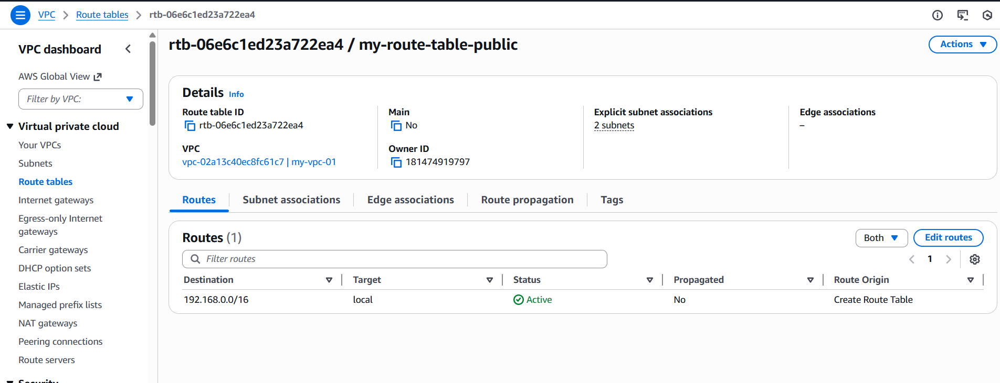 VPC > Route tables > rtb-06e6c1ed23a722ea4
VPC dashboard
AWS Global View
Filter by VPC:
Virtual private cloud
Your VPCs
Subnets
Route tables
Internet gateways
Egress-only Internet
gateways
Carrier gateways
DHCP option sets
Elastic IPs
Managed prefix lists
NAT gateways
Peering connections
Route servers
Security
rtb-06e6c1ed23a722ea4 / my-route-table-public
Actions
Details Info
Route table ID
rtb-06e6c1ed23a722ea4
Main
No
Explicit subnet associations
2 subnets
Edge associations
–
VPC
vpc-02a13c40ec8fc61c7 | my-vpc-01
Owner ID
181474919797
Routes Subnet associations Edge associations Route propagation Tags
Routes (1)
Both Edit routes
Filter routes
1
Destination Target Status Propagated Route Origin
192.168.0.0/16 local Active No Create Route Table